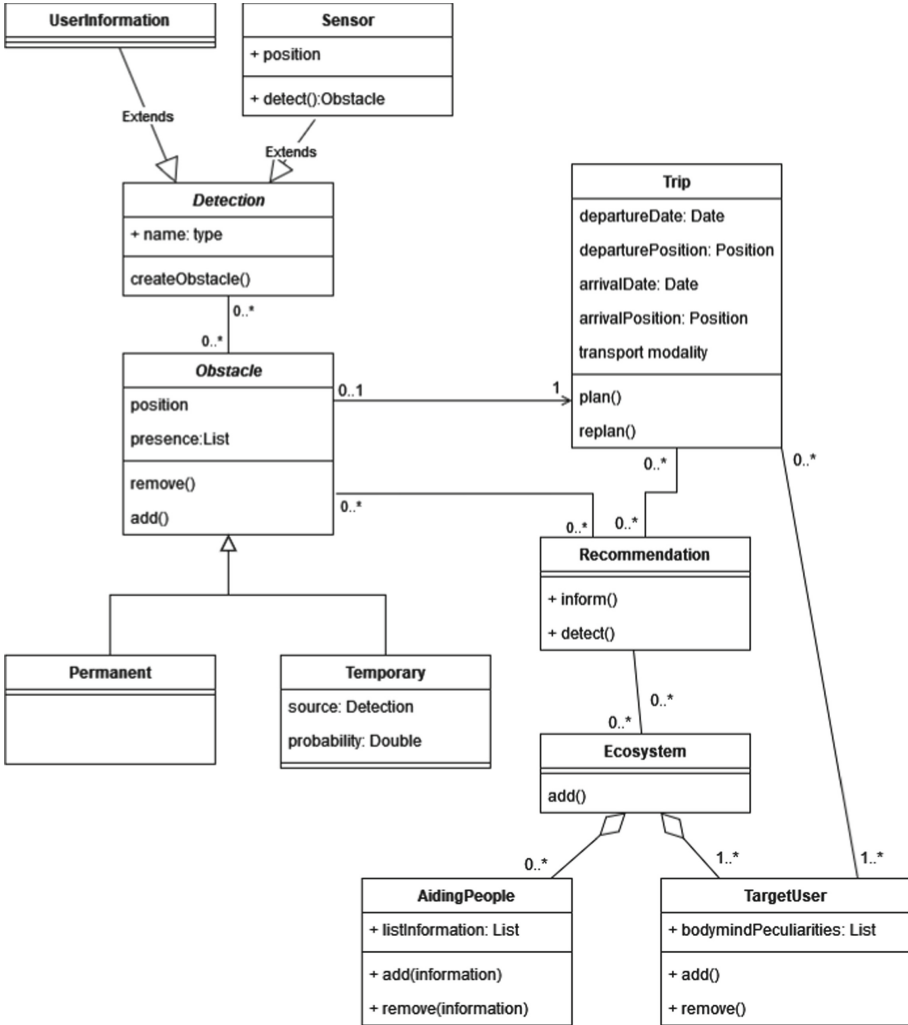 UserInformation
Sensor
+ position
+ detect():Obstacle
Extends
Extends
Detection
+ name: type
createObstacle()
0..*
0..*
Obstacle
position
presence:List
remove()
add()
0..1
1
Trip
departureDate: Date
departurePosition: Position
arrivalDate: Date
arrivalPosition: Position
transport modality
plan()
replan()
0..*
0..*
0..*
0..*
0..*
Recommendation
+ inform()
+ detect()
Permanent
Temporary
source: Detection
probability: Double
0..*
0..*
Ecosystem
add()
0..*
1..*
1..*
AidingPeople
+ listInformation: List
+ add(information)
+ remove(information)
TargetUser
+ bodymindPeculiarities: List
+ add()
+ remove()